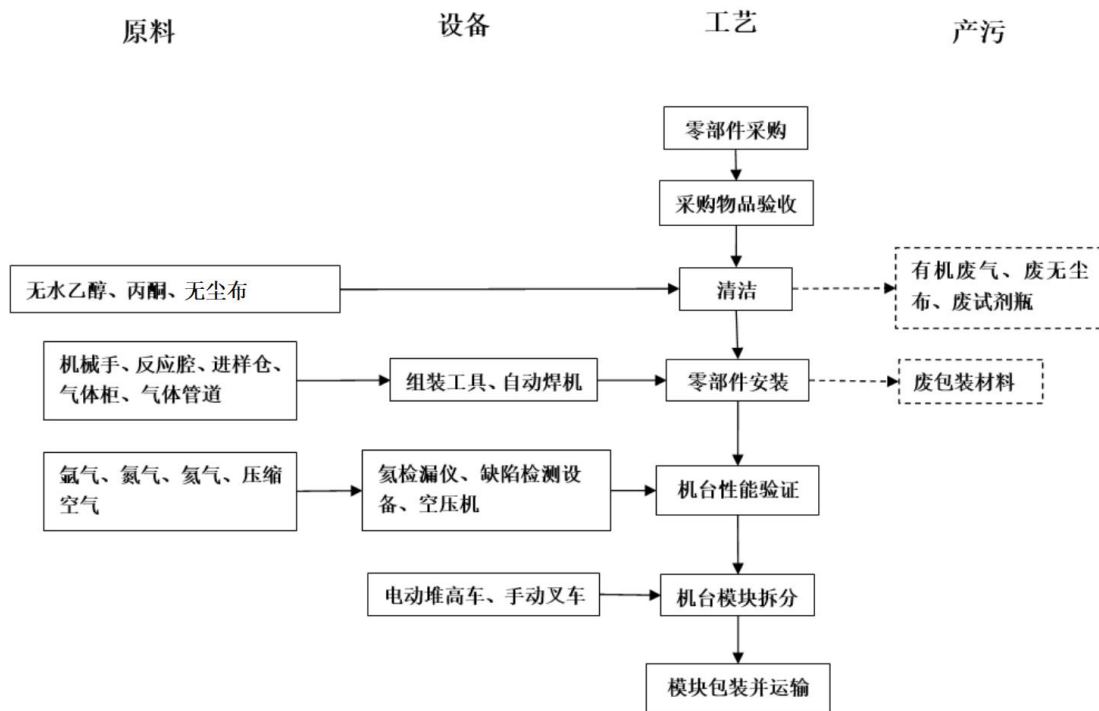 原料
设备
工艺
产污
零部件采购
采购物品验收
无水乙醇、丙酮、无尘布
清洁
有机废气、废无尘
布、废试剂瓶
机械手、反应腔、进样仓、
气体柜、气体管道
组装工具、自动焊机
零部件安装
废包装材料
氩气、氮气、氦气、压缩
空气
氦检漏仪、缺陷检测设
备、空压机
机台性能验证
电动堆高车、手动叉车
机台模块拆分
模块包装并运输